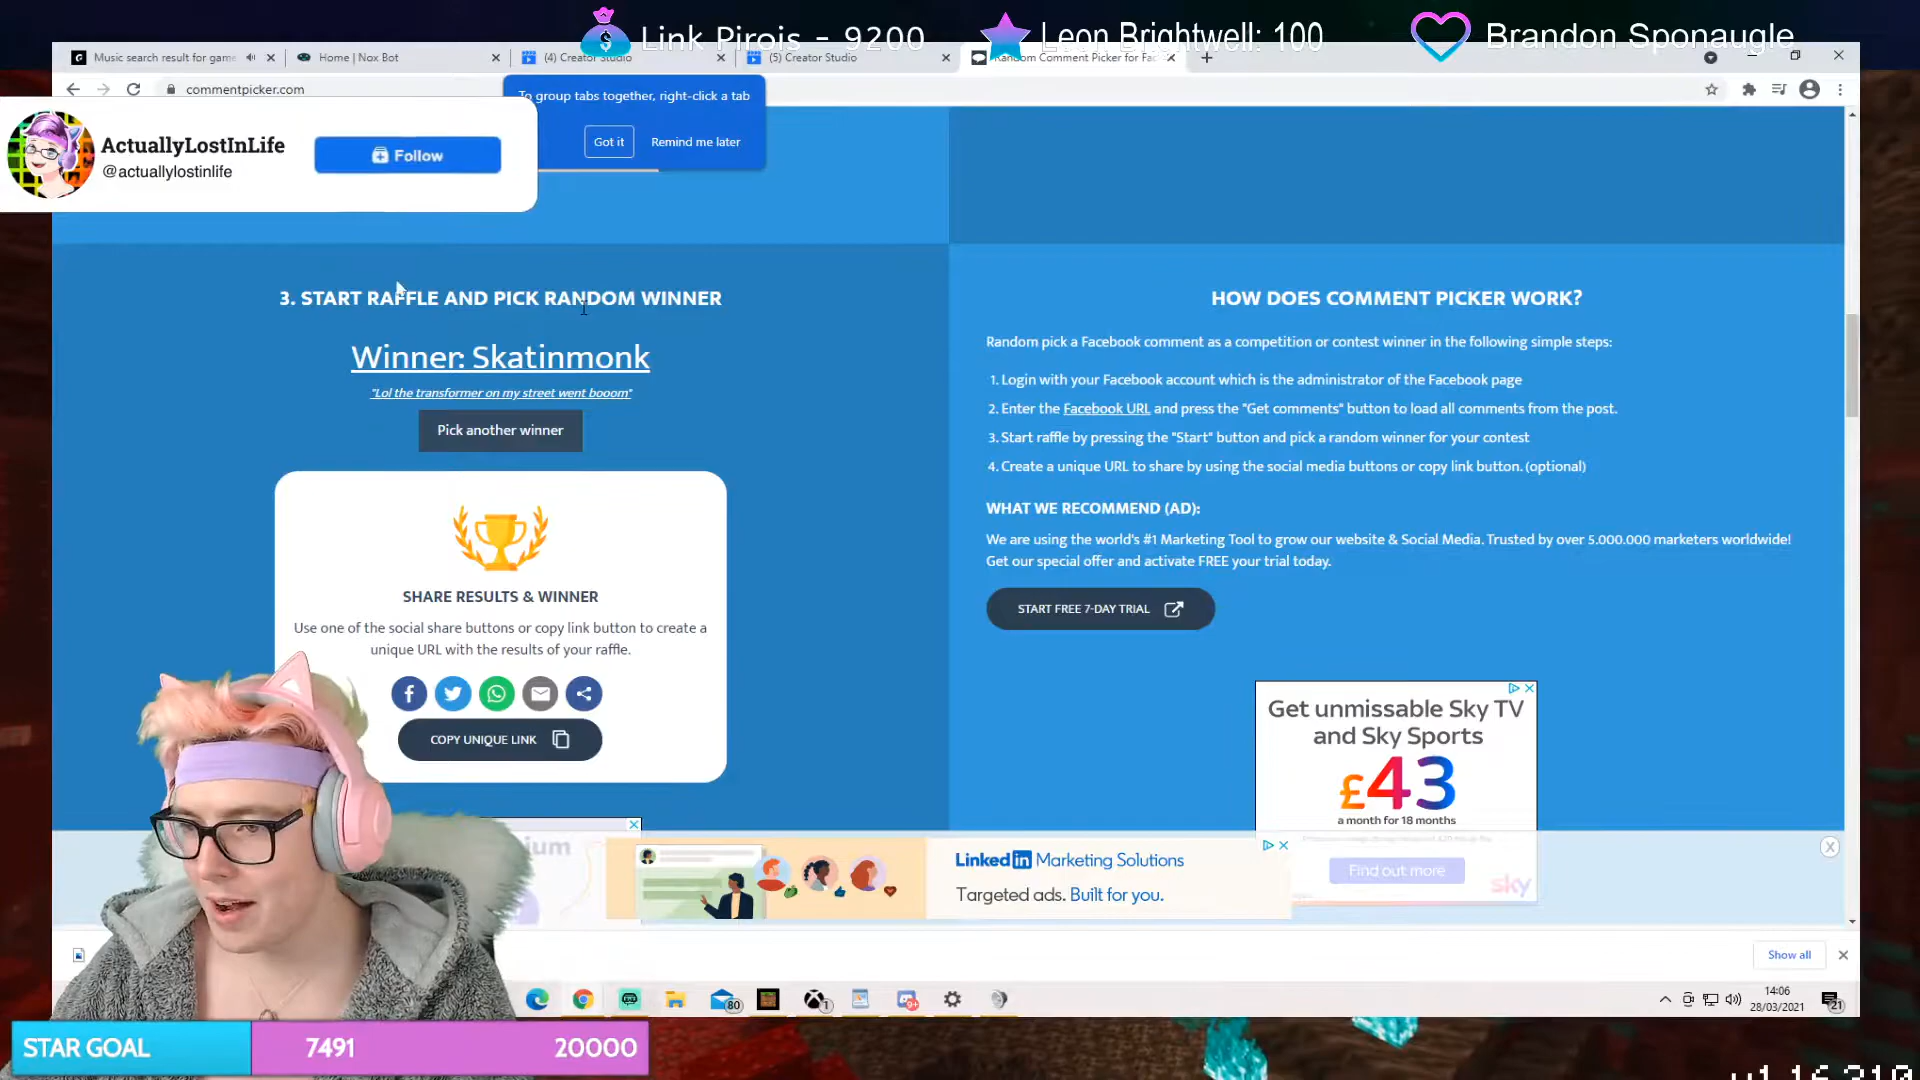 Link Pirois - 9200
Leon Brightwell: 100
Brandon Sponaugle
Music search result for game
Home | Nox Bot
(4) Creator Studio
(5) Creator Studio
Random Comment Picker for Fac
commentpicker.com
To group tabs together, right-click a tab
Got it
Remind me later
ActuallyLostInLife
@actuallylostinlife
Follow
3. START RAFFLE AND PICK RANDOM WINNER
Winner: Skatinmonk
"Lol the transformer on my street went booom"
Pick another winner
SHARE RESULTS & WINNER
Use one of the social share buttons or copy link button to create a
unique URL with the results of your raffle.
COPY UNIQUE LINK
HOW DOES COMMENT PICKER WORK?
Random pick a Facebook comment as a competition or contest winner in the following simple steps:
1. Login with your Facebook account which is the administrator of the Facebook page
2. Enter the Facebook URL and press the "Get comments" button to load all comments from the post.
3. Start raffle by pressing the "Start" button and pick a random winner for your contest
4. Create a unique URL to share by using the social media buttons or copy link button. (optional)
WHAT WE RECOMMEND (AD):
We are using the world's #1 Marketing Tool to grow our website & Social Media. Trusted by over 5.000.000 marketers worldwide!
Get our special offer and activate FREE your trial today.
START FREE 7-DAY TRIAL
Get unmissable Sky TV
and Sky Sports
£43
a month for 18 months
Find out more
sky
LinkedIn Marketing Solutions
Targeted ads. Built for you.
Show all
80
1
9+
14:06
28/03/2021
21
STAR GOAL
7491
20000